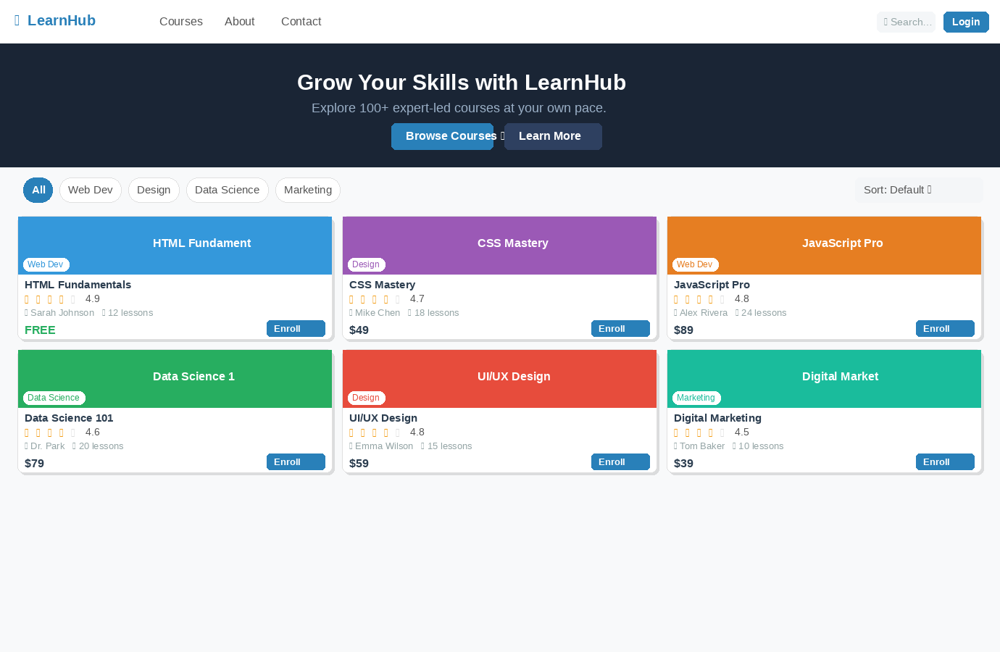 LearnHub Courses About Contact Search... Login
Grow Your Skills with LearnHub
Explore 100+ expert-led courses at your own pace.
Browse Courses Learn More
All Web Dev Design Data Science Marketing Sort: Default
HTML Fundament
Web Dev
HTML Fundamentals
4.9
Sarah Johnson 12 lessons
FREE Enroll
CSS Mastery
Design
CSS Mastery
4.7
Mike Chen 18 lessons
$49 Enroll
JavaScript Pro
Web Dev
JavaScript Pro
4.8
Alex Rivera 24 lessons
$89 Enroll
Data Science 1
Data Science
Data Science 101
4.6
Dr. Park 20 lessons
$79 Enroll
UI/UX Design
Design
UI/UX Design
4.8
Emma Wilson 15 lessons
$59 Enroll
Digital Market
Marketing
Digital Marketing
4.5
Tom Baker 10 lessons
$39 Enroll